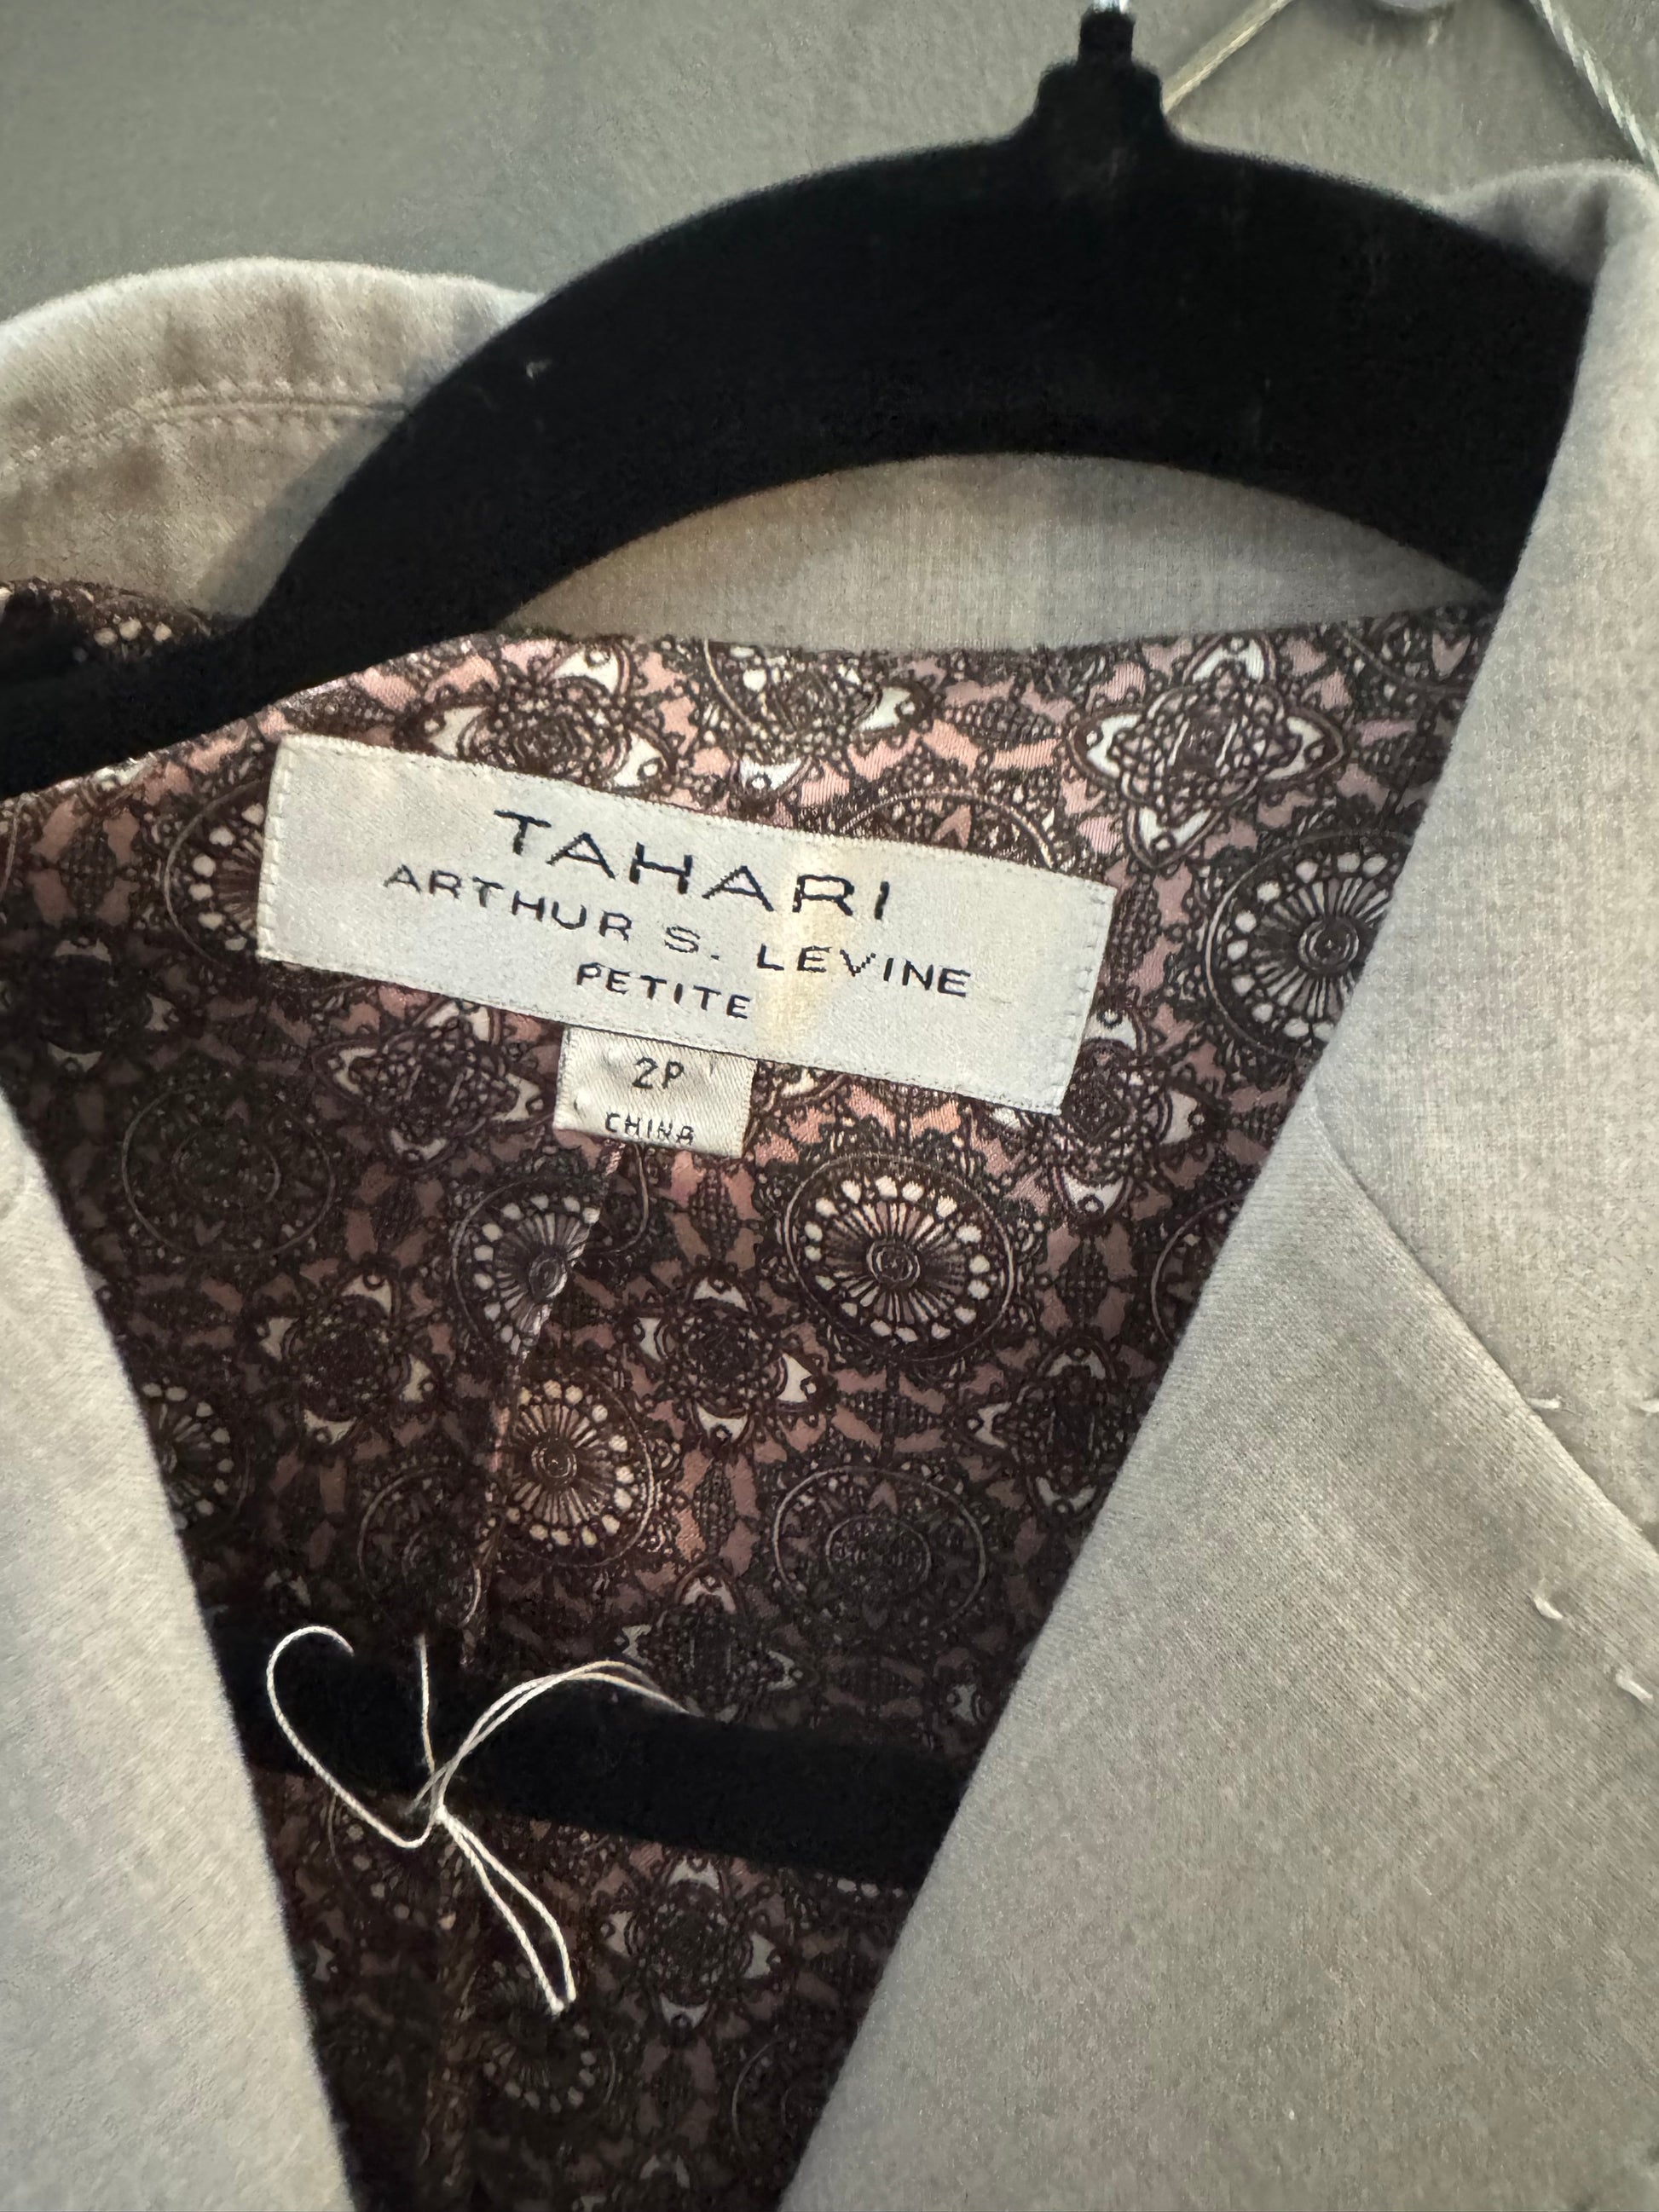 TAHARI
ARTHUR S. LEVINE
PETITE
2P
CHINA